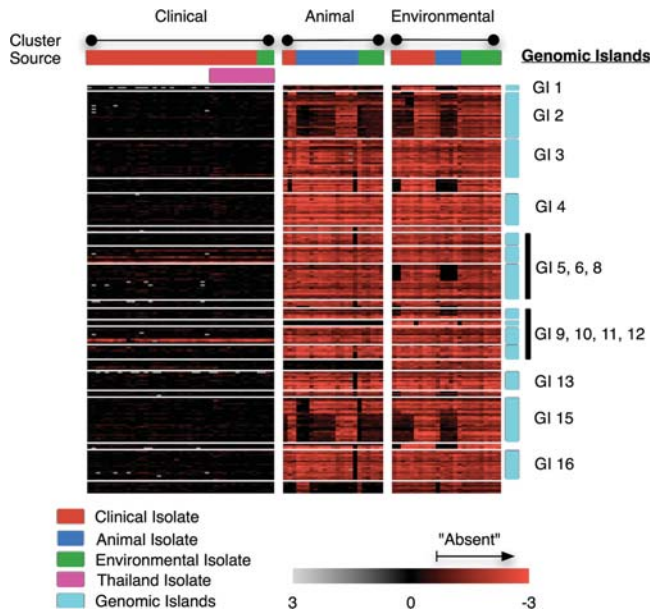 Clinical
Animal
Environmental
Cluster
Source
Genomic Islands
GI 1
GI 2
GI 3
GI 4
GI 5, 6, 8
GI 9, 10, 11, 12
GI 13
GI 15
GI 16
Clinical Isolate
Animal Isolate
Environmental Isolate
Thailand Isolate
Genomic Islands
"Absent"
3
0
-3